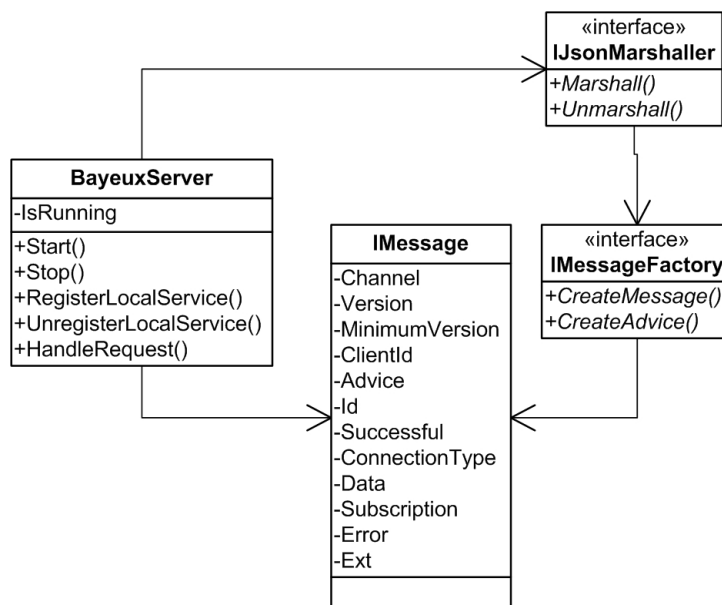 «interface»
IJsonMarshaller
+Marshall()
+Unmarshall()
BayeuxServer
-IsRunning
+Start()
+Stop()
+RegisterLocalService()
+UnregisterLocalService()
+HandleRequest()
IMessage
-Channel
-Version
-MinimumVersion
-ClientId
-Advice
-Id
-Successful
-ConnectionType
-Data
-Subscription
-Error
-Ext
«interface»
IMessageFactory
+CreateMessage()
+CreateAdvice()